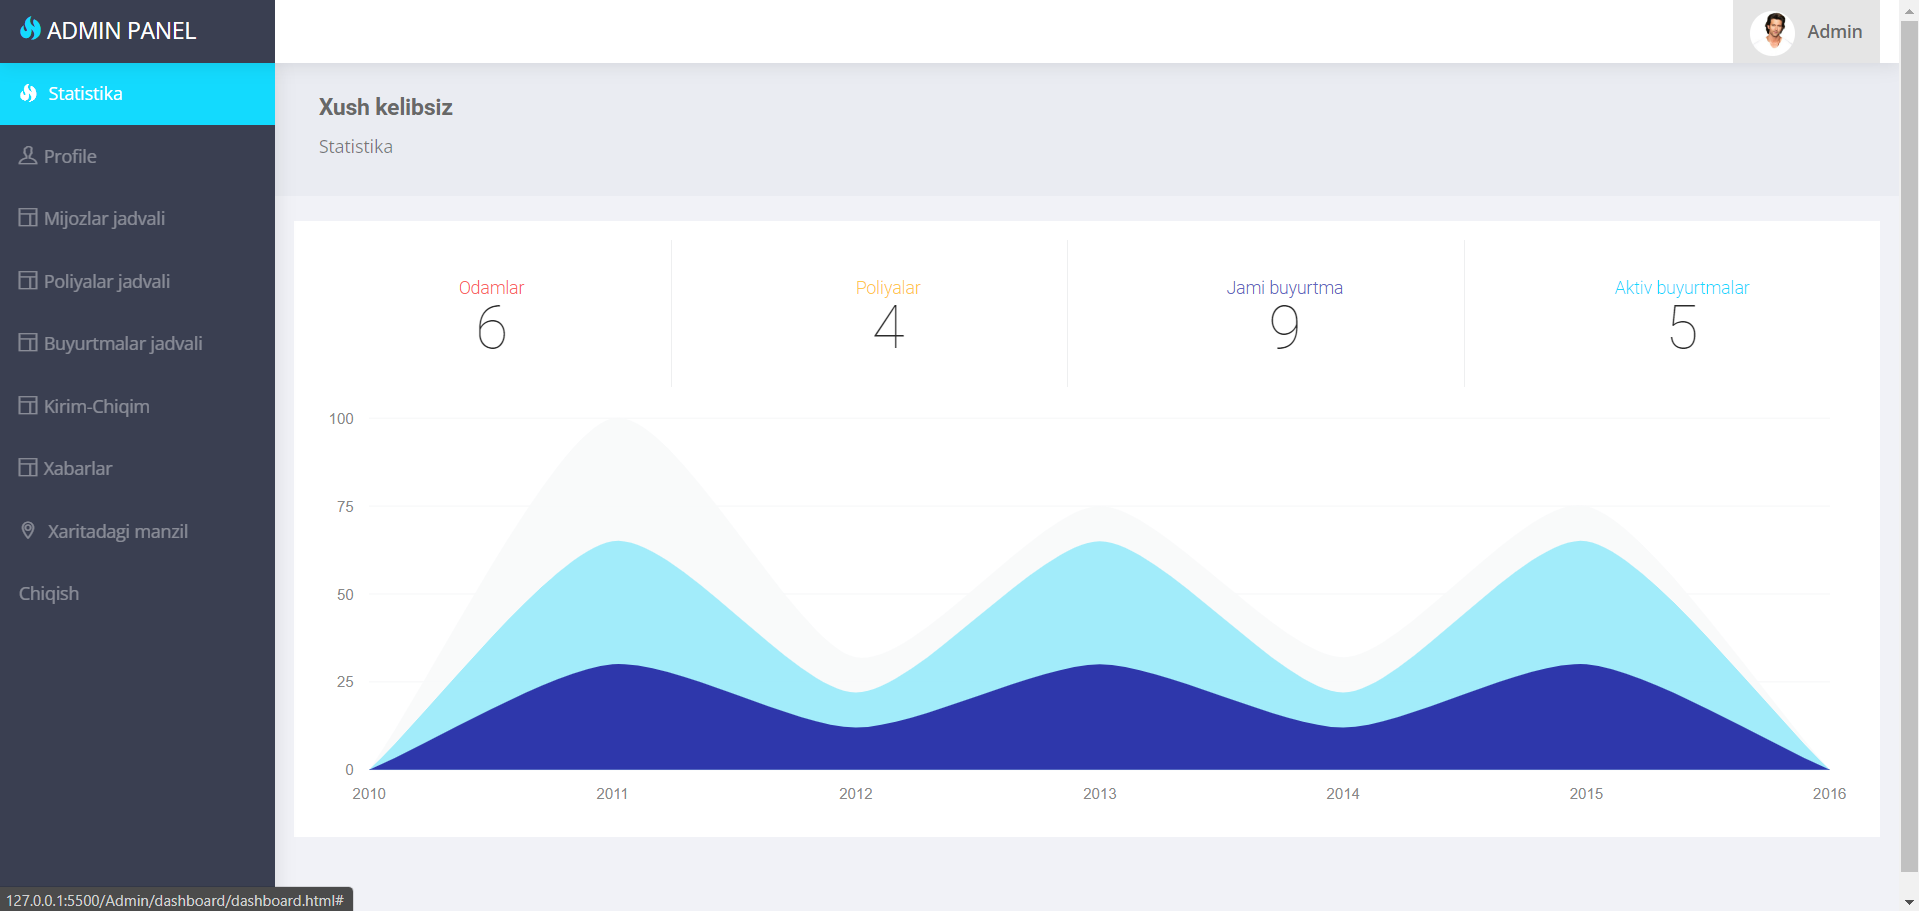 ADMIN PANEL
Admin
Statistika
Profile
Mijozlar jadvali
Poliyalar jadvali
Buyurtmalar jadvali
Kirim-Chiqim
Xabarlar
Xaritadagi manzil
Chiqish
Xush kelibsiz
Statistika
Odamlar
6
Poliyalar
4
Jami buyurtma
9
Aktiv buyurtmalar
5
100
75
50
25
0
2010 2011 2012 2013 2014 2015 2016
127.0.0.1:5500/Admin/dashboard/dashboard.html#